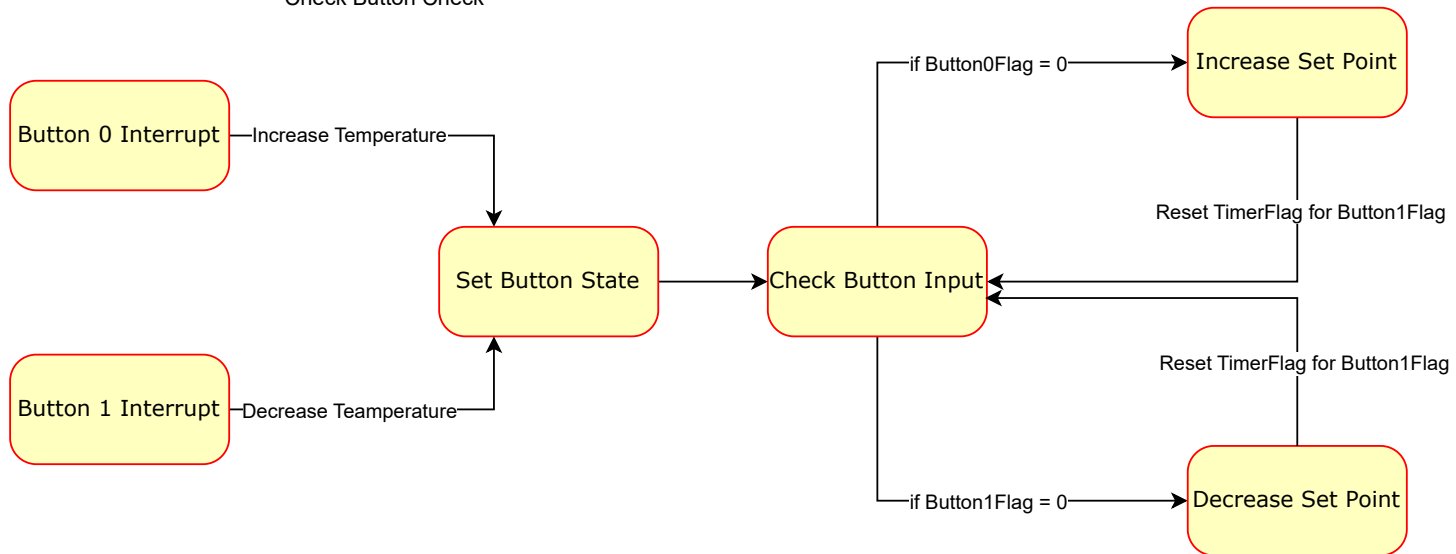 Check Button Check
if Button0Flag = 0
Increase Set Point
Button 0 Interrupt
Increase Temperature
Reset TimerFlag for Button1Flag
Set Button State
Check Button Input
Reset TimerFlag for Button1Flag
Button 1 Interrupt
Decrease Teamperature
if Button1Flag = 0
Decrease Set Point